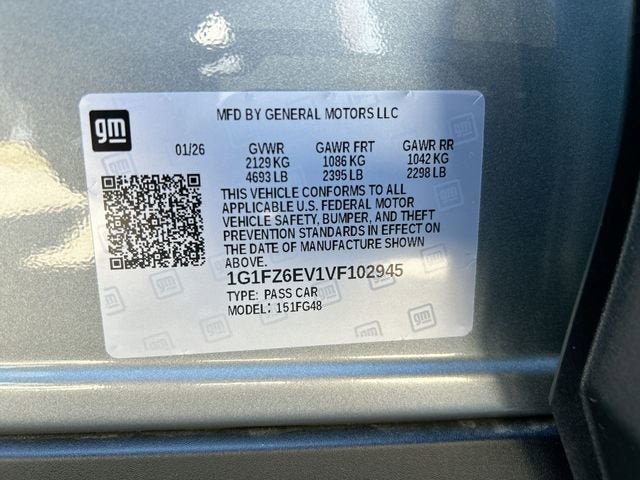 gm
MFD BY GENERAL MOTORS LLC
01/26 GVWR GAWR FRT GAWR RR
2129 KG 1086 KG 1042 KG
4693 LB 2395 LB 2298 LB
THIS VEHICLE CONFORMS TO ALL
APPLICABLE U.S. FEDERAL MOTOR
VEHICLE SAFETY, BUMPER, AND THEFT
PREVENTION STANDARDS IN EFFECT ON
THE DATE OF MANUFACTURE SHOWN
ABOVE.
1G1FZ6EV1VF102945
TYPE: PASS CAR
MODEL: 151FG48